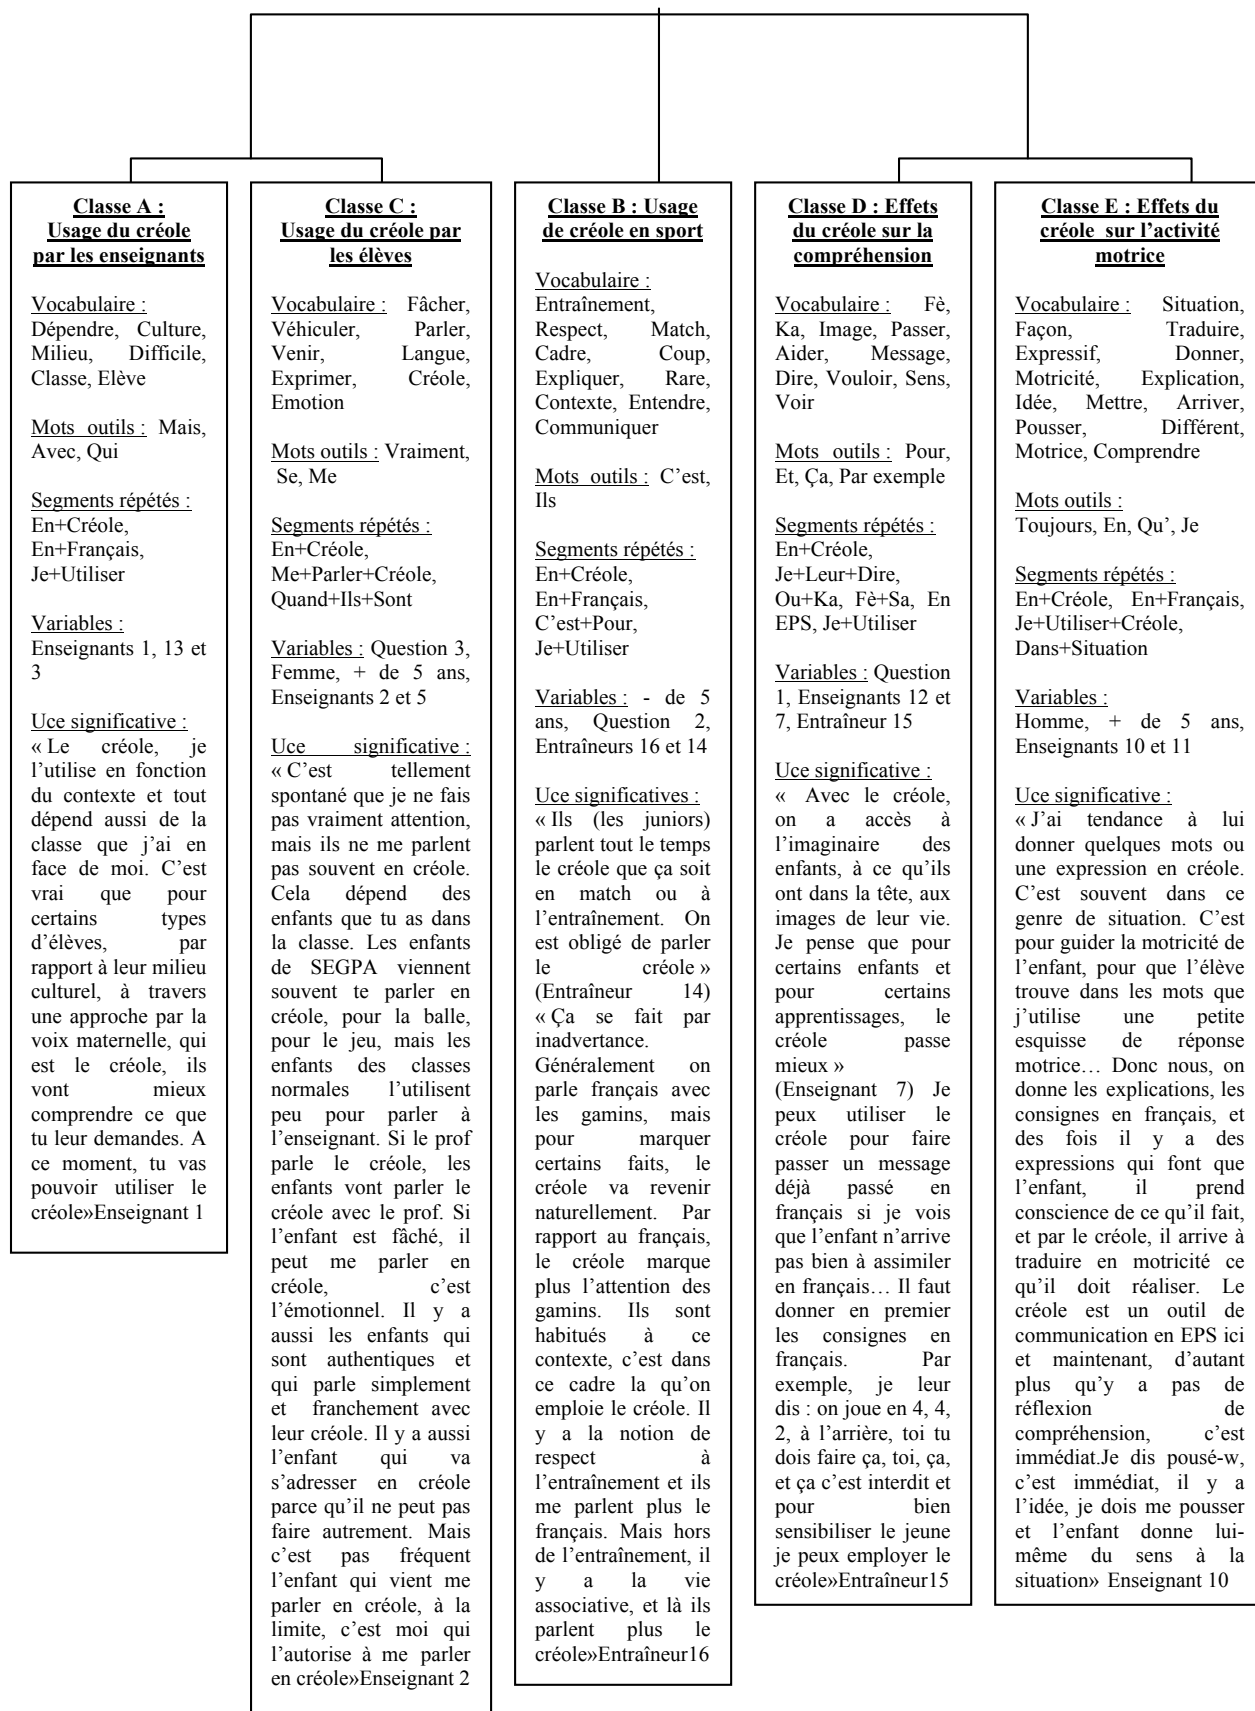 Classe A :
Usage du créole
par les enseignants
Vocabulaire :
Dépendre, Culture,
Milieu, Difficile,
Classe, Elève
Mots outils : Mais,
Avec, Qui
Segments répétés :
En+Créole,
En+Français,
Je+Utiliser
Variables :
Enseignants 1, 13 et
3
Uce significative :
« Le créole, je
l'utilise en fonction
du contexte et tout
dépend aussi de la
classe que j'ai en
face de moi. C'est
vrai que pour
certains types
d'élèves, par
rapport à leur milieu
culturel, à travers
une approche par la
voix maternelle, qui
est le créole, ils
vont mieux
comprendre ce que
tu leur demandes. A
ce moment, tu vas
pouvoir utiliser le
créole»Enseignant 1
Classe C :
Usage du créole par
les élèves
Vocabulaire : Fâcher,
Véhiculer, Parler,
Venir, Langue,
Exprimer, Créole,
Emotion
Mots outils : Vraiment,
Se, Me
Segments répétés :
En+Créole,
Me+Parler+Créole,
Quand+Ils+Sont
Variables : Question 3,
Femme, + de 5 ans,
Enseignants 2 et 5
Uce significative :
« C'est tellement
spontané que je ne fais
pas vraiment attention,
mais ils ne me parlent
pas souvent en créole.
Cela dépend des
enfants que tu as dans
la classe. Les enfants
de SEGPA viennent
souvent te parler en
créole, pour la balle,
pour le jeu, mais les
enfants des classes
normales l'utilisent
peu pour parler à
l'enseignant. Si le prof
parle le créole, les
enfants vont parler le
créole avec le prof. Si
l'enfant est fâché, il
peut me parler en
créole, c'est
l'émotionnel. Il y a
aussi les enfants qui
sont authentiques et
qui parle simplement
et franchement avec
leur créole. Il y a aussi
l'enfant qui va
s'adresser en créole
parce qu'il ne peut pas
faire autrement. Mais
c'est pas fréquent
l'enfant qui vient me
parler en créole, à la
limite, c'est moi qui
l'autorise à me parler
en créole»Enseignant 2
Classe B : Usage
de créole en sport
Vocabulaire :
Entraînement,
Respect, Match,
Cadre, Coup,
Expliquer, Rare,
Contexte, Entendre,
Communiquer
Mots outils : C'est,
Ils
Segments répétés :
En+Créole,
En+Français,
C'est+Pour,
Je+Utiliser
Variables : - de 5
ans, Question 2,
Entraîneurs 16 et 14
Uce significatives :
« Ils (les juniors)
parlent tout le temps
le créole que ça soit
en match ou à
l'entraînement. On
est obligé de parler
le créole »
(Entraîneur 14)
« Ça se fait par
inadvertance.
Généralement on
parle français avec
les gamins, mais
pour marquer
certains faits, le
créole va revenir
naturellement. Par
rapport au français,
le créole marque
plus l'attention des
gamins. Ils sont
habitués à ce
contexte, c'est dans
ce cadre la qu'on
emploie le créole. Il
y a la notion de
respect à
l'entraînement et ils
me parlent plus le
français. Mais hors
de l'entraînement, il
y a la vie
associative, et là ils
parlent plus le
créole»Entraîneur16
Classe D : Effets
du créole sur la
compréhension
Vocabulaire : Fè,
Ka, Image, Passer,
Aider, Message,
Dire, Vouloir, Sens,
Voir
Mots outils : Pour,
Et, Ça, Par exemple
Segments répétés :
En+Créole,
Je+Leur+Dire,
Ou+Ka, Fè+Sa, En
EPS, Je+Utiliser
Variables : Question
1, Enseignants 12 et
7, Entraîneur 15
Uce significative :
« Avec le créole,
on a accès à
l'imaginaire des
enfants, à ce qu'ils
ont dans la tête, aux
images de leur vie.
Je pense que pour
certains enfants et
pour certains
apprentissages, le
créole passe
mieux »
(Enseignant 7) Je
peux utiliser le
créole pour faire
passer un message
déjà passé en
français si je vois
que l'enfant n'arrive
pas bien à assimiler
en français… Il faut
donner en premier
les consignes en
français. Par
exemple, je leur
dis : on joue en 4, 4,
2, à l'arrière, toi tu
dois faire ça, toi, ça,
et ça c'est interdit et
pour bien
sensibiliser le jeune
je peux employer le
créole»Entraîneur15
Classe E : Effets du
créole sur l'activité
motrice
Vocabulaire : Situation,
Façon, Traduire,
Expressif, Donner,
Motricité, Explication,
Idée, Mettre, Arriver,
Pousser, Différent,
Motrice, Comprendre
Mots outils :
Toujours, En, Qu', Je
Segments répétés :
En+Créole, En+Français,
Je+Utiliser+Créole,
Dans+Situation
Variables :
Homme, + de 5 ans,
Enseignants 10 et 11
Uce significative :
« J'ai tendance à lui
donner quelques mots ou
une expression en créole.
C'est souvent dans ce
genre de situation. C'est
pour guider la motricité de
l'enfant, pour que l'élève
trouve dans les mots que
j'utilise une petite
esquisse de réponse
motrice… Donc nous, on
donne les explications, les
consignes en français, et
des fois il y a des
expressions qui font que
l'enfant, il prend
conscience de ce qu'il fait,
et par le créole, il arrive à
traduire en motricité ce
qu'il doit réaliser. Le
créole est un outil de
communication en EPS ici
et maintenant, d'autant
plus qu'y a pas de
réflexion de
compréhension, c'est
immédiat.Je dis pousé-w,
c'est immédiat, il y a
l'idée, je dois me pousser
et l'enfant donne lui-
même du sens à la
situation» Enseignant 10